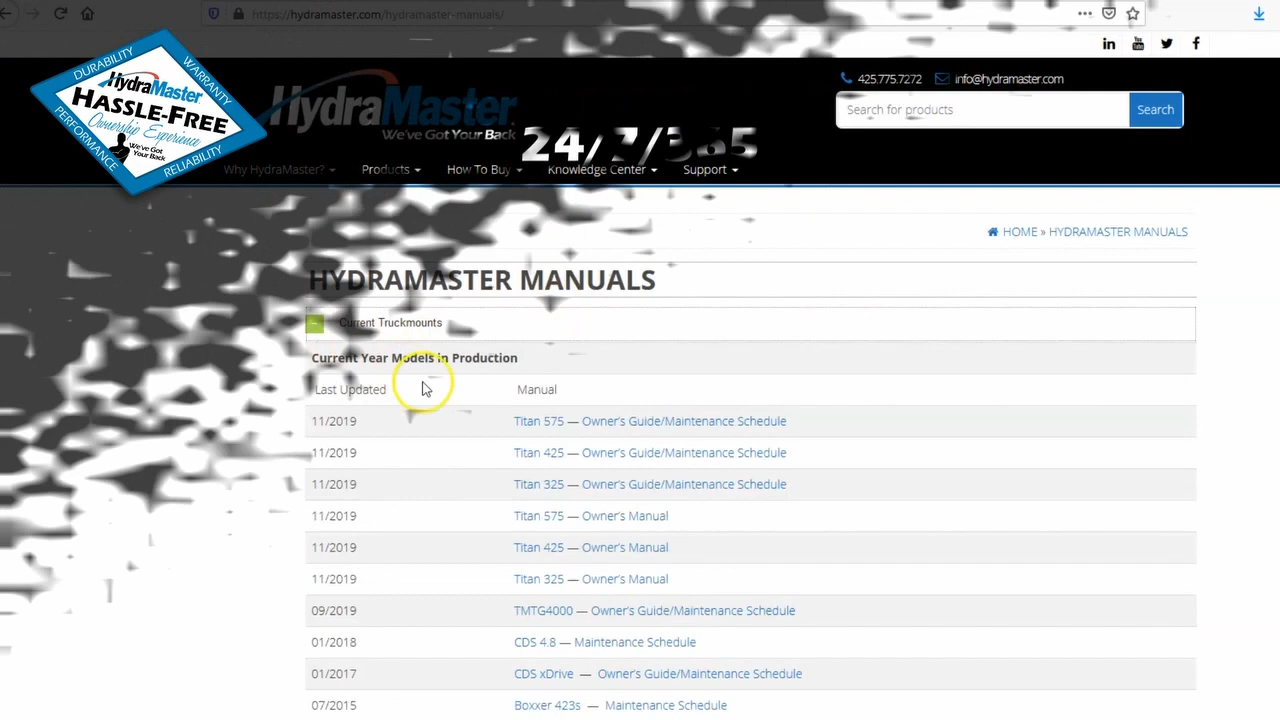 https://hydramaster.com/hydramaster-manuals/
DURABILITY
WARRANTY
HydraMaster
HASSLE-FREE
Ownership Experience
We've Got
Your Back
PERFORMANCE
RELIABILITY
HydraMaster
We've Got Your Back
24/7/365
425.775.7272
info@hydramaster.com
Search for products
Search
Why HydraMaster?
Products
How To Buy
Knowledge Center
Support
HOME » HYDRAMASTER MANUALS
HYDRAMASTER MANUALS
Current Truckmounts
Current Year Models in Production
Last Updated Manual
11/2019 Titan 575 — Owner's Guide/Maintenance Schedule
11/2019 Titan 425 — Owner's Guide/Maintenance Schedule
11/2019 Titan 325 — Owner's Guide/Maintenance Schedule
11/2019 Titan 575 — Owner's Manual
11/2019 Titan 425 — Owner's Manual
11/2019 Titan 325 — Owner's Manual
09/2019 TMTG4000 — Owner's Guide/Maintenance Schedule
01/2018 CDS 4.8 — Maintenance Schedule
01/2017 CDS xDrive — Owner's Guide/Maintenance Schedule
07/2015 Boxxer 423s — Maintenance Schedule